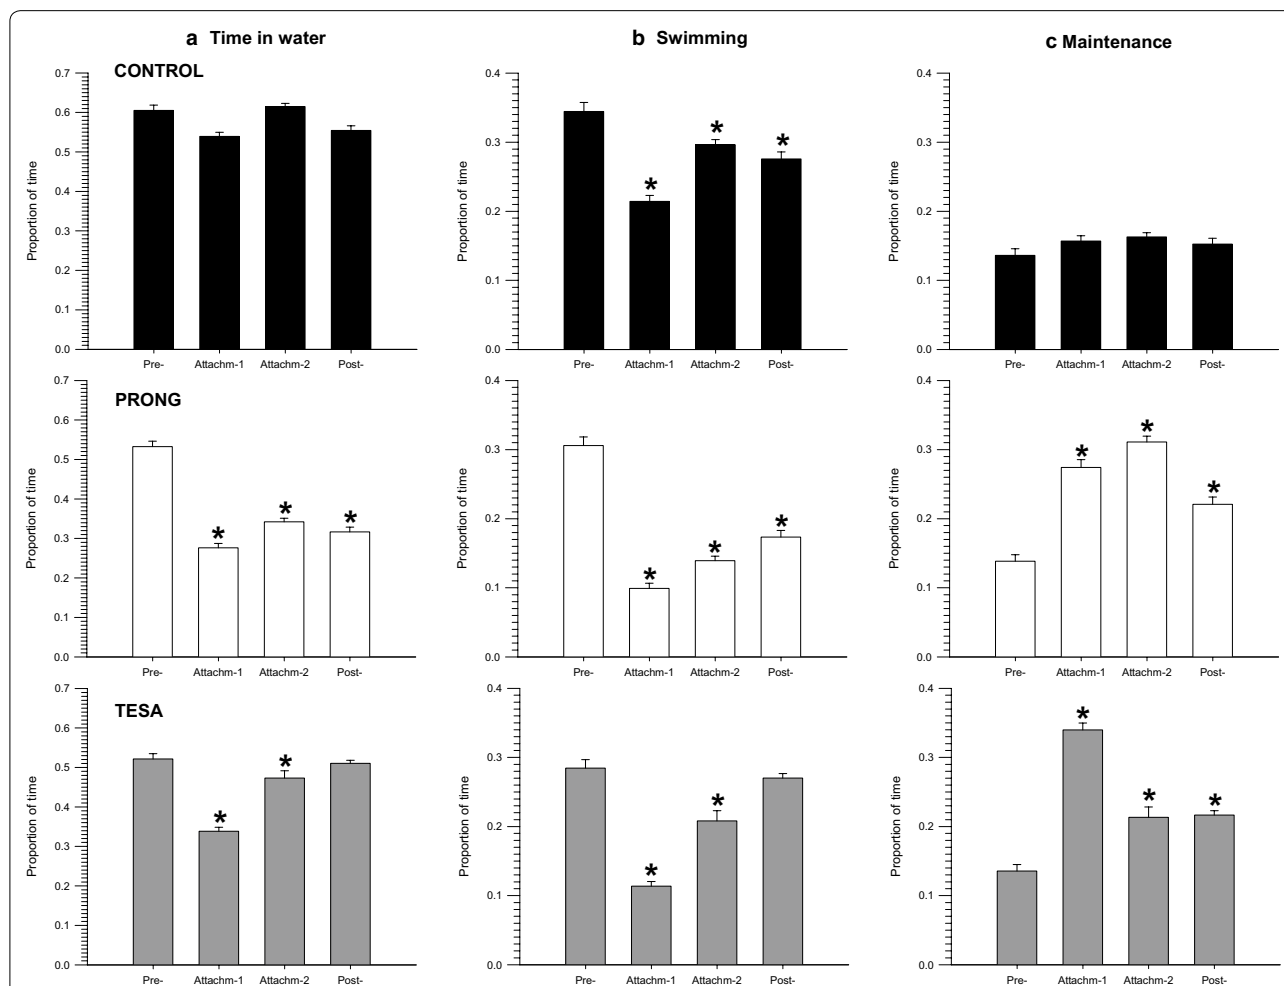 a Time in water
b Swimming
c Maintenance
CONTROL
Proportion of time
0.7
0.6
0.5
0.4
0.3
0.2
0.1
0.0
Pre- Attachm-1 Attachm-2 Post-
* * *
Proportion of time
0.4
0.3
0.2
0.1
0.0
Pre- Attachm-1 Attachm-2 Post-
Proportion of time
0.4
0.3
0.2
0.1
0.0
Pre- Attachm-1 Attachm-2 Post-
PRONG
* * *
Proportion of time
0.7
0.6
0.5
0.4
0.3
0.2
0.1
0.0
Pre- Attachm-1 Attachm-2 Post-
* * *
Proportion of time
0.4
0.3
0.2
0.1
0.0
Pre- Attachm-1 Attachm-2 Post-
* * *
Proportion of time
0.4
0.3
0.2
0.1
0.0
Pre- Attachm-1 Attachm-2 Post-
TESA
* *
Proportion of time
0.7
0.6
0.5
0.4
0.3
0.2
0.1
0.0
Pre- Attachm-1 Attachm-2 Post-
* *
Proportion of time
0.4
0.3
0.2
0.1
0.0
Pre- Attachm-1 Attachm-2 Post-
* * *
Proportion of time
0.4
0.3
0.2
0.1
0.0
Pre- Attachm-1 Attachm-2 Post-